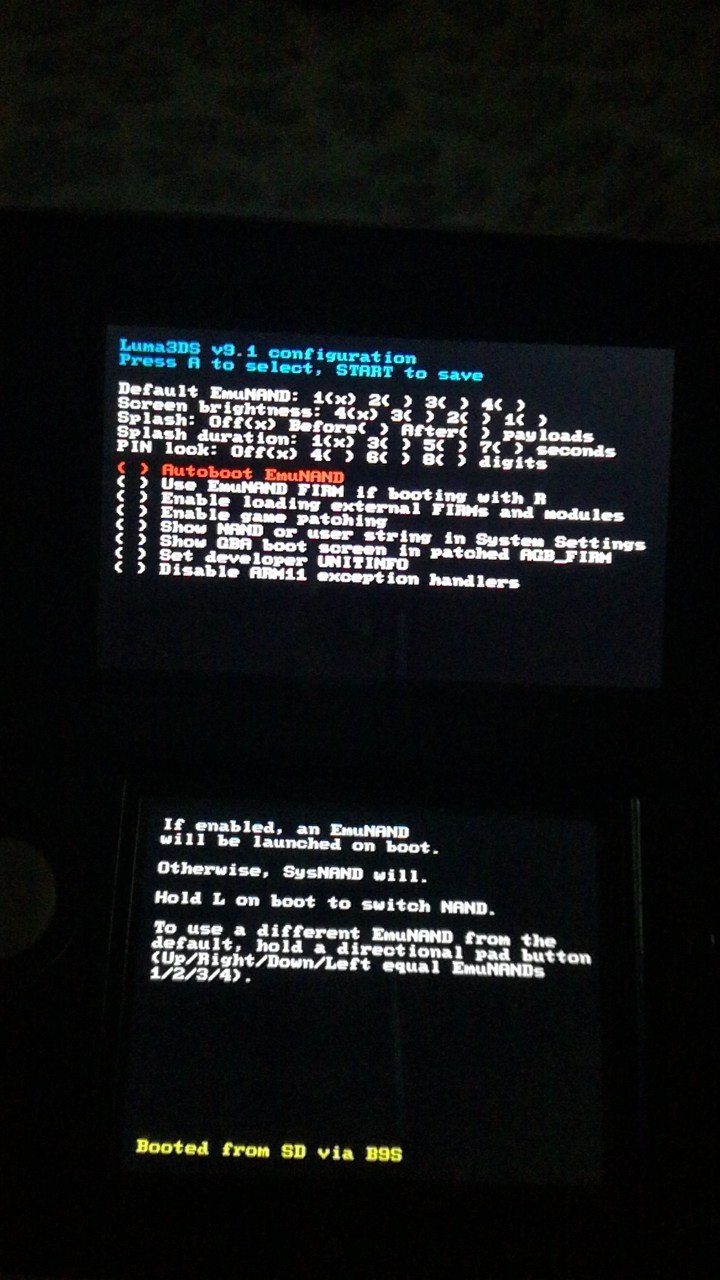 Luma3DS v9.1 configuration
Press A to select, START to save
Default EmuNAND: 1(x) 2( ) 3( ) 4( )
Screen brightness: 4(x) 3( ) 2( ) 1( )
Splash: Off(x) Before( ) After( ) payloads
Splash duration: 1(x) 3( ) 5( ) 7( ) seconds
PIN lock: Off(x) 4( ) 6( ) 8( ) digits
( ) Autoboot EmuNAND
( ) Use EmuNAND FIRM if booting with R
( ) Enable loading external FIRMs and modules
( ) Enable game patching
( ) Show NAND or user string in System Settings
( ) Show GBA boot screen in patched AGB_FIRM
( ) Set developer UNITINFO
( ) Disable ARM11 exception handlers
If enabled, an EmuNAND
will be launched on boot.
Otherwise, SysNAND will.
Hold L on boot to switch NAND.
To use a different EmuNAND from the
default, hold a directional pad button
(Up/Right/Down/Left equal EmuNANDs
1/2/3/4).
Booted from SD via B9S